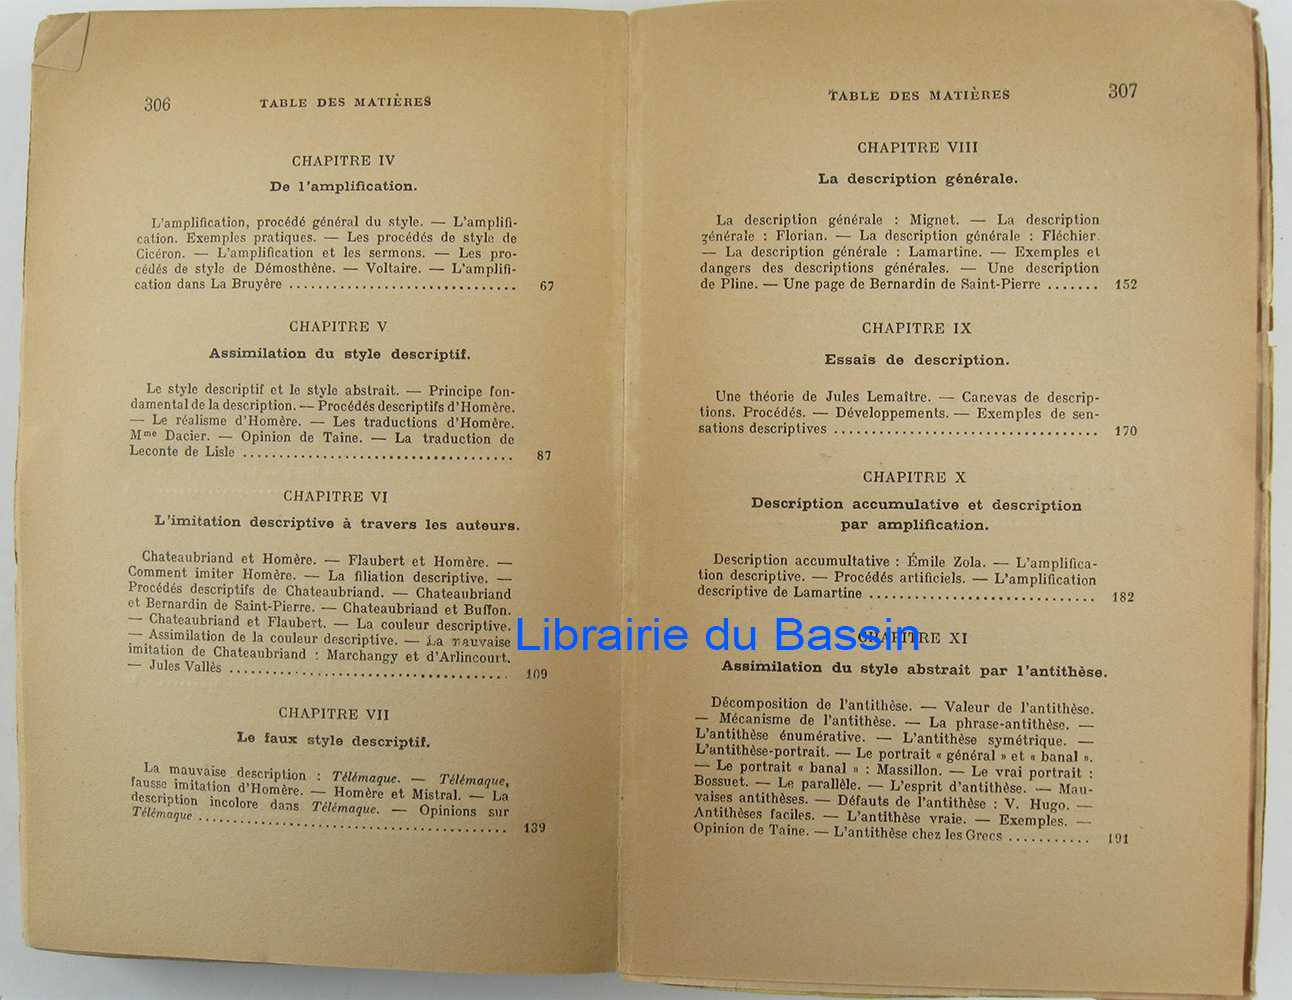 306
TABLE DES MATIÈRES
CHAPITRE IV
De l'amplification.
L'amplification, procédé général du style. — L'amplifi-
cation. Exemples pratiques. — Les procédés de style de
Cicéron. — L'amplification et les sermons. — Les pro-
cédés de style de Démosthène. — Voltaire. — L'amplifi-
cation dans La Bruyère .............................. 67
CHAPITRE V
Assimilation du style descriptif.
Le style descriptif et le style abstrait. — Principe fon-
damental de la description. — Procédés descriptifs d'Homère.
— Le réalisme d'Homère. — Les traductions d'Homère.
Mme Dacier. — Opinion de Taine. — La traduction de
Leconte de Lisle .................................... 87
CHAPITRE VI
L'imitation descriptive à travers les auteurs.
Chateaubriand et Homère. — Flaubert et Homère. —
Comment imiter Homère. — La filiation descriptive. —
Procédés descriptifs de Chateaubriand. — Chateaubriand
et Bernardin de Saint-Pierre. — Chateaubriand et Buffon.
— Chateaubriand et Flaubert. — La couleur descriptive.
— Assimilation de la couleur descriptive. — La mauvaise
imitation de Chateaubriand : Marchangy et d'Arlincourt.
— Jules Vallès ..................................... 109
CHAPITRE VII
Le faux style descriptif.
La mauvaise description : Télémaque. — Télémaque,
fausse imitation d'Homère. — Homère et Mistral. — La
description incolore dans Télémaque. — Opinions sur
Télémaque .......................................... 139
307
TABLE DES MATIÈRES
CHAPITRE VIII
La description générale.
La description générale : Mignet. — La description
générale : Florian. — La description générale : Fléchier.
— La description générale : Lamartine. — Exemples et
dangers des descriptions générales. — Une description
de Pline. — Une page de Bernardin de Saint-Pierre ....... 152
CHAPITRE IX
Essais de description.
Une théorie de Jules Lemaître. — Canevas de descrip-
tions. Procédés. — Développements. — Exemples de sen-
sations descriptives .................................. 170
CHAPITRE X
Description accumulative et description
par amplification.
Description accumultative : Émile Zola. — L'amplifica-
tion descriptive. — Procédés artificiels. — L'amplification
descriptive de Lamartine .............................. 182
Librairie du Bassin
CHAPITRE XI
Assimilation du style abstrait par l'antithèse.
Décomposition de l'antithèse. — Valeur de l'antithèse.
— Mécanisme de l'antithèse. — La phrase-antithèse. —
L'antithèse énumérative. — L'antithèse symétrique. —
L'antithèse-portrait. — Le portrait « général » et « banal ».
— Le portrait « banal » : Massillon. — Le vrai portrait :
Bossuet. — Le parallèle. — L'esprit d'antithèse. — Mau-
vaises antithèses. — Défauts de l'antithèse : V. Hugo. —
Antithèses faciles. — L'antithèse vraie. — Exemples. —
Opinion de Taine. — L'antithèse chez les Grecs ........... 191